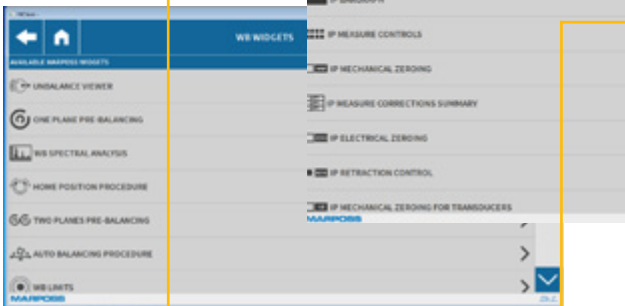 WB WIDGETS
AVAILABLE MARPOSS WIDGETS
UNBALANCE VIEWER
ONE PLANE PRE-BALANCING
WB SPECTRAL ANALYSIS
HOME POSITION PROCEDURE
TWO PLANES PRE-BALANCING
AUTO BALANCING PROCEDURE
WB LIMITS
MARPOSS
IP MEASURE CONTROLS
IP MECHANICAL ZEROING
IP MEASURE CORRECTIONS SUMMARY
IP ELECTRICAL ZEROING
IP RETRACTION CONTROL
IP MECHANICAL ZEROING FOR TRANSDUCERS
MARPOSS